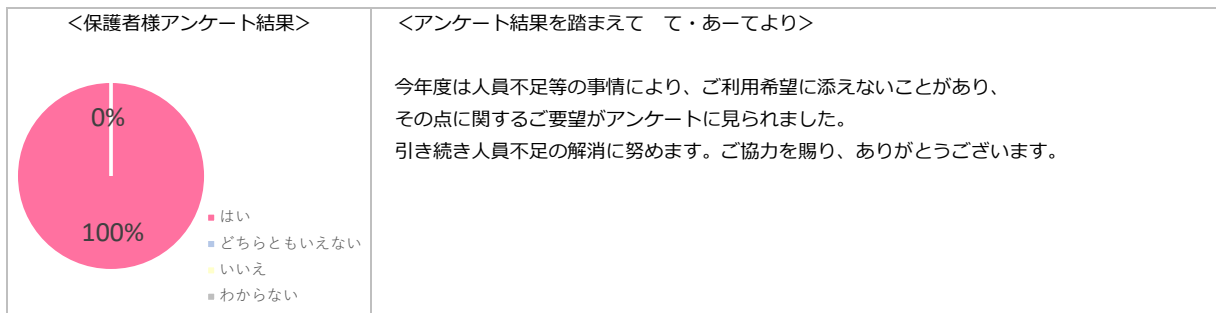 ＜保護者様アンケート結果＞
0%
100%
はい
どちらともいえない
いいえ
わからない
＜アンケート結果を踏まえて　て・あーてより＞
今年度は人員不足等の事情により、ご利用希望に添えないことがあり、
その点に関するご要望がアンケートに見られました。
引き続き人員不足の解消に努めます。ご協力を賜り、ありがとうございます。